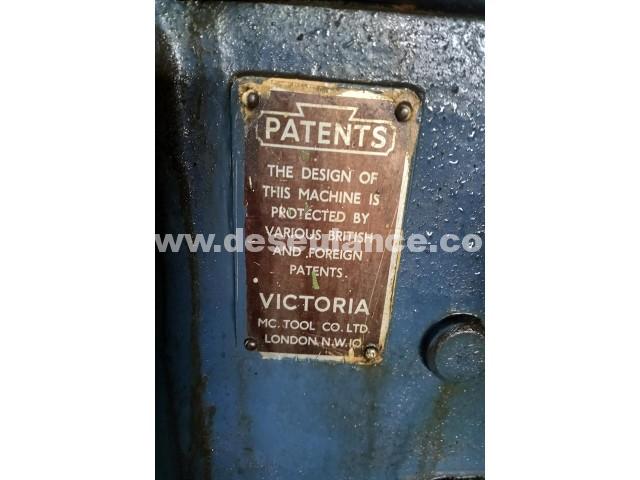 PATENTS
THE DESIGN OF
THIS MACHINE IS
PROTECTED BY
VARIOUS BRITISH
AND FOREIGN
PATENTS.
VICTORIA
MC. TOOL CO. LTD.
LONDON. N.W.10.